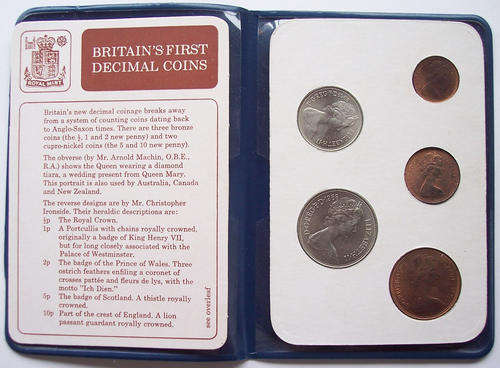 ROYAL MINT
BRITAIN'S FIRST
DECIMAL COINS
Britain's new decimal coinage breaks away
from a system of counting coins dating back
to Anglo-Saxon times. There are three bronze
coins (the ½, 1 and 2 new penny) and two
cupro-nickel coins (the 5 and 10 new penny).
The obverse (by Mr. Arnold Machin, O.B.E.,
R.A.) shows the Queen wearing a diamond
tiara, a wedding present from Queen Mary.
This portrait is also used by Australia, Canada
and New Zealand.
The reverse designs are by Mr. Christopher
Ironside. Their heraldic descriptions are:
½p The Royal Crown.
1p A Portcullis with chains royally crowned,
originally a badge of King Henry VII,
but for long closely associated with the
Palace of Westminster.
2p The badge of the Prince of Wales. Three
ostrich feathers enfiling a coronet of
crosses pattée and fleurs de lys, with
the motto "Ich Dien."
5p The badge of Scotland. A thistle royally
crowned.
10p Part of the crest of England. A lion
passant guardant royally crowned.
see overleaf